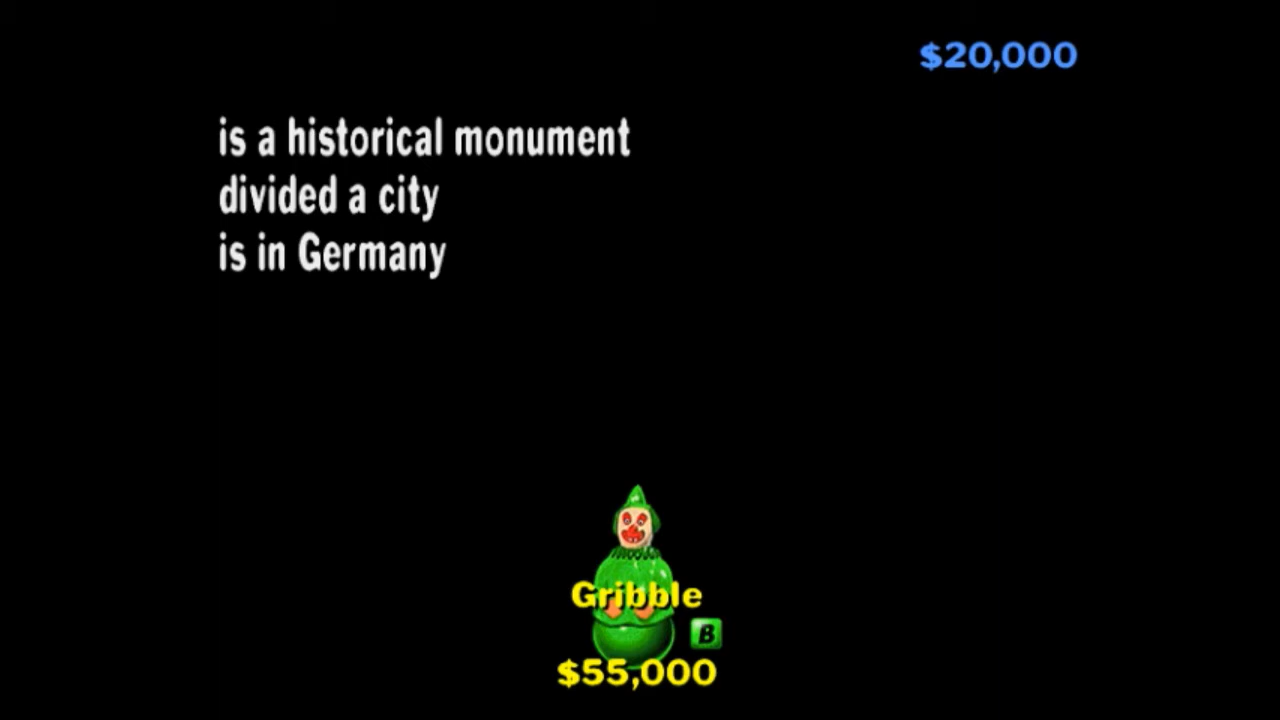 $20,000
is a historical monument
divided a city
is in Germany
Gribble
B
$55,000